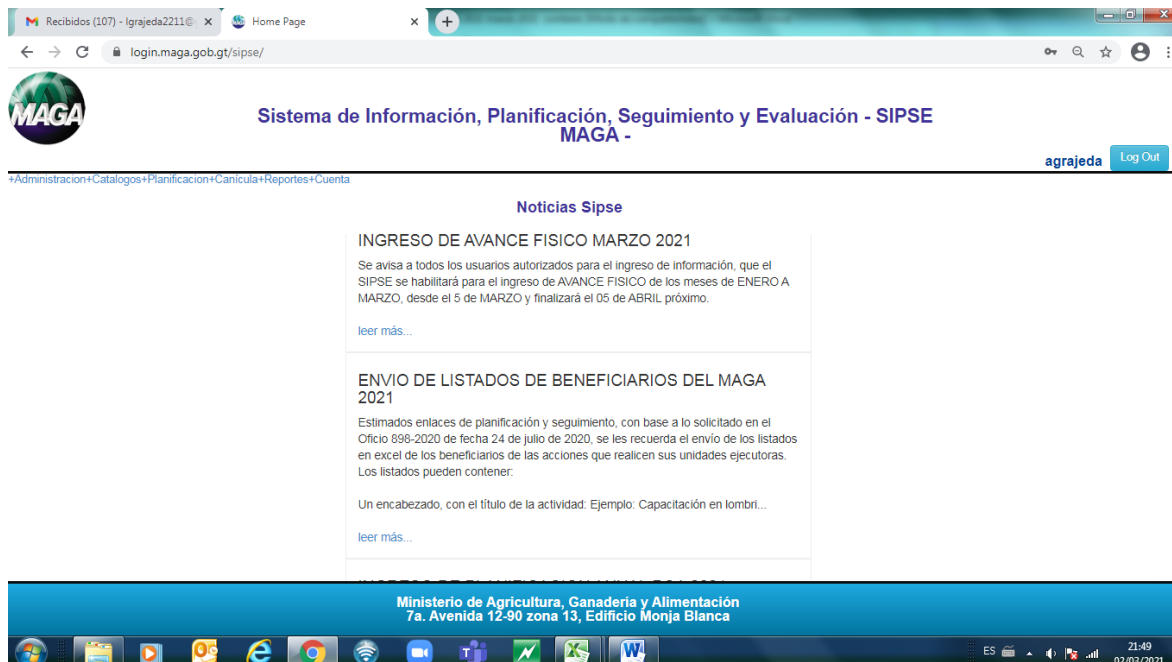 Recibidos (107) - lgrajeda2211@
Home Page
login.maga.gob.gt/sipse/
MAGA
Sistema de Información, Planificación, Seguimiento y Evaluación - SIPSE
MAGA -
agrajeda
Log Out
+Administracion+Catalogos+Planificacion+Canicula+Reportes+Cuenta
Noticias Sipse
INGRESO DE AVANCE FISICO MARZO 2021
Se avisa a todos los usuarios autorizados para el ingreso de información, que el
SIPSE se habilitará para el ingreso de AVANCE FISICO de los meses de ENERO A
MARZO, desde el 5 de MARZO y finalizará el 05 de ABRIL próximo.
leer más...
ENVIO DE LISTADOS DE BENEFICIARIOS DEL MAGA
2021
Estimados enlaces de planificación y seguimiento, con base a lo solicitado en el
Oficio 898-2020 de fecha 24 de julio de 2020, se les recuerda el envío de los listados
en excel de los beneficiarios de las acciones que realicen sus unidades ejecutoras.
Los listados pueden contener:
Un encabezado, con el título de la actividad: Ejemplo: Capacitación en lombri...
leer más...
Ministerio de Agricultura, Ganaderia y Alimentación
7a. Avenida 12-90 zona 13, Edificio Monja Blanca
ES
21:49
02/03/2021